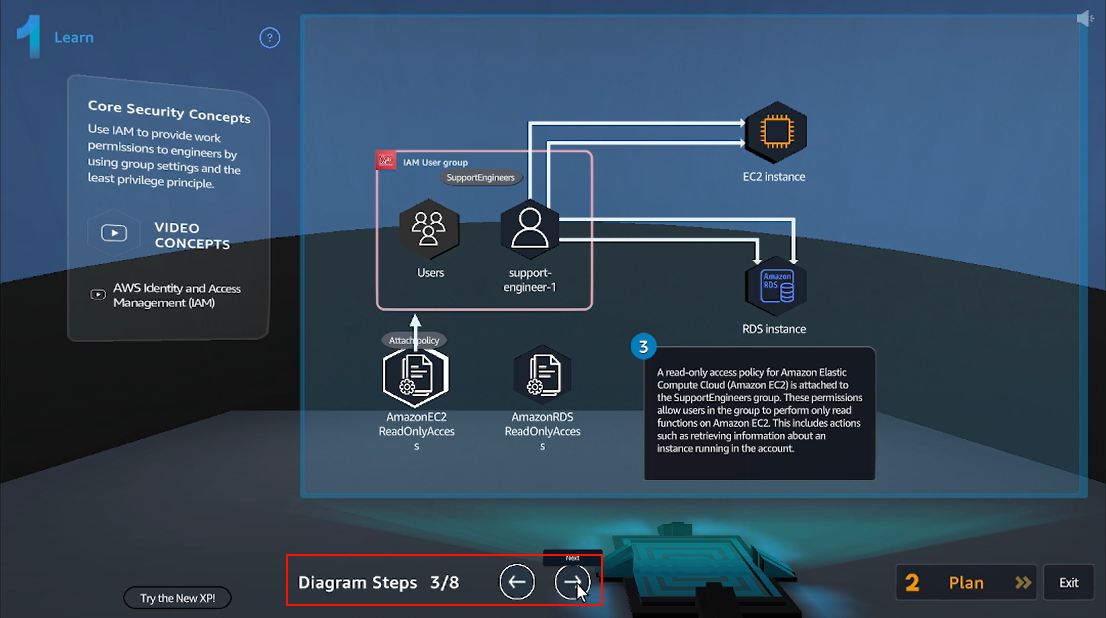 1 Learn
?
Core Security Concepts
Use IAM to provide work
permissions to engineers by
using group settings and the
least privilege principle.
VIDEO
CONCEPTS
AWS Identity and Access
Management (IAM)
IAM User group
SupportEngineers
Users
support-
engineer-1
EC2 instance
Amazon
RDS
RDS instance
Attach policy
AmazonEC2
ReadOnlyAcces
s
AmazonRDS
ReadOnlyAcces
s
3
A read-only access policy for Amazon Elastic
Compute Cloud (Amazon EC2) is attached to
the SupportEngineers group. These permissions
allow users in the group to perform only read
functions on Amazon EC2. This includes actions
such as retrieving information about an
instance running in the account.
Next
Diagram Steps 3/8
Try the New XP!
2 Plan
Exit